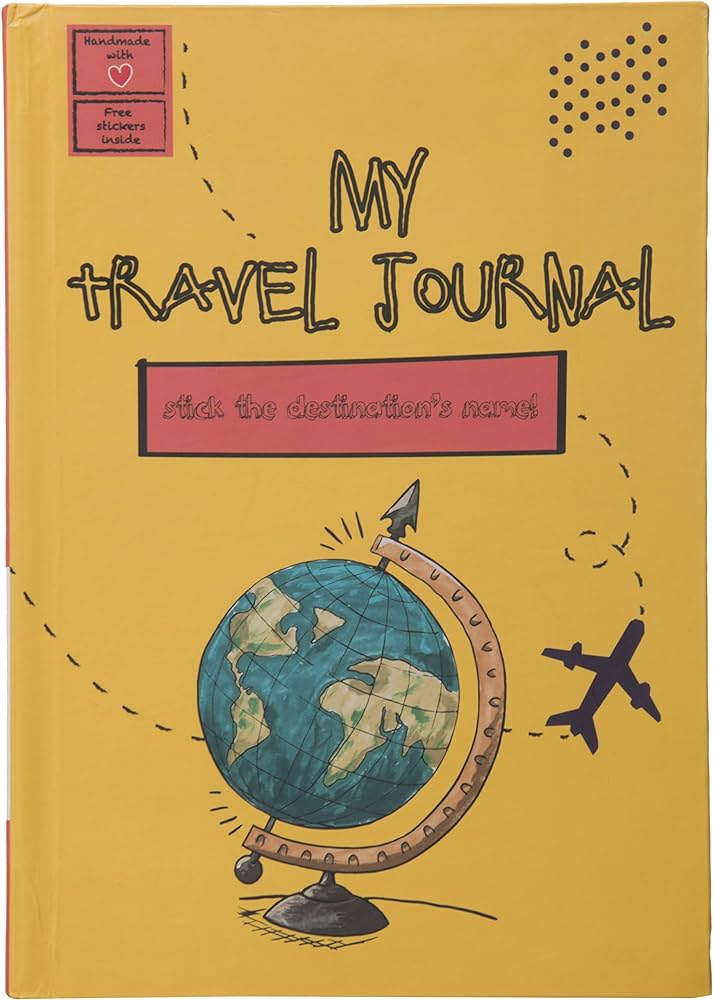 Handmade
with
Free
stickers
inside
MY
tRAVEL JOURNAL
stick the destination's name!